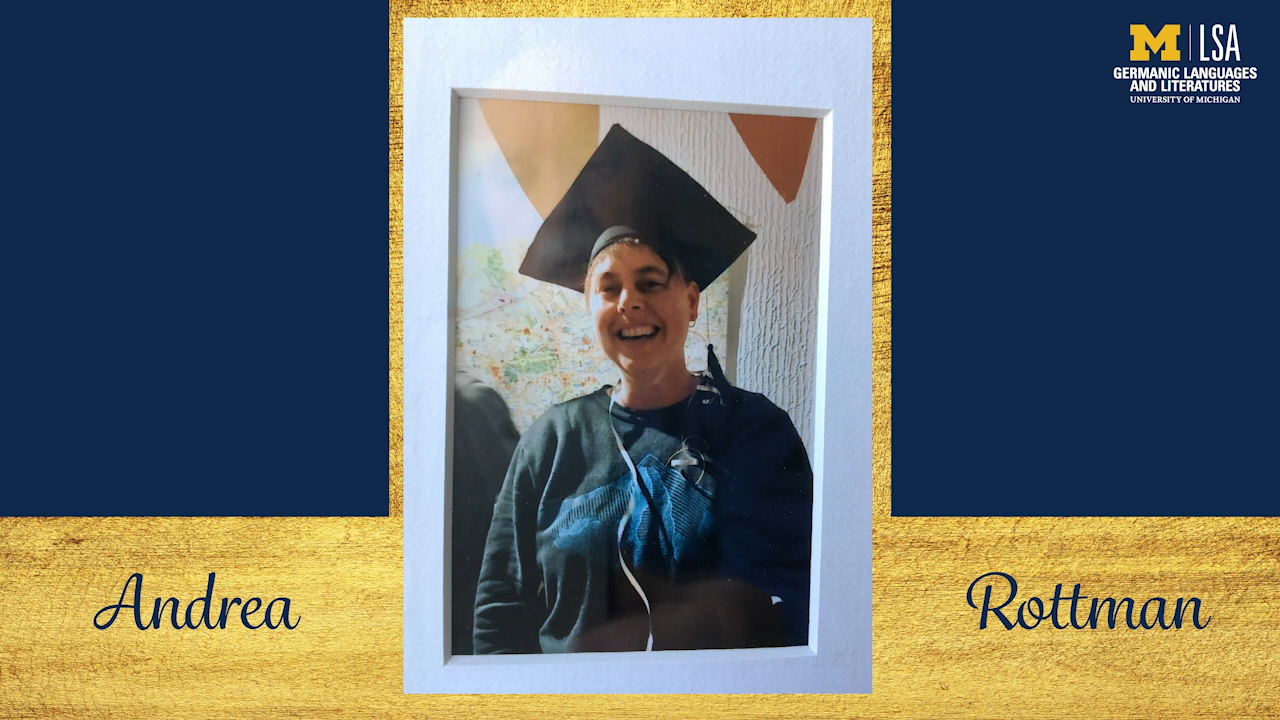 M LSA
GERMANIC LANGUAGES
AND LITERATURES
UNIVERSITY OF MICHIGAN
Andrea
Rottman